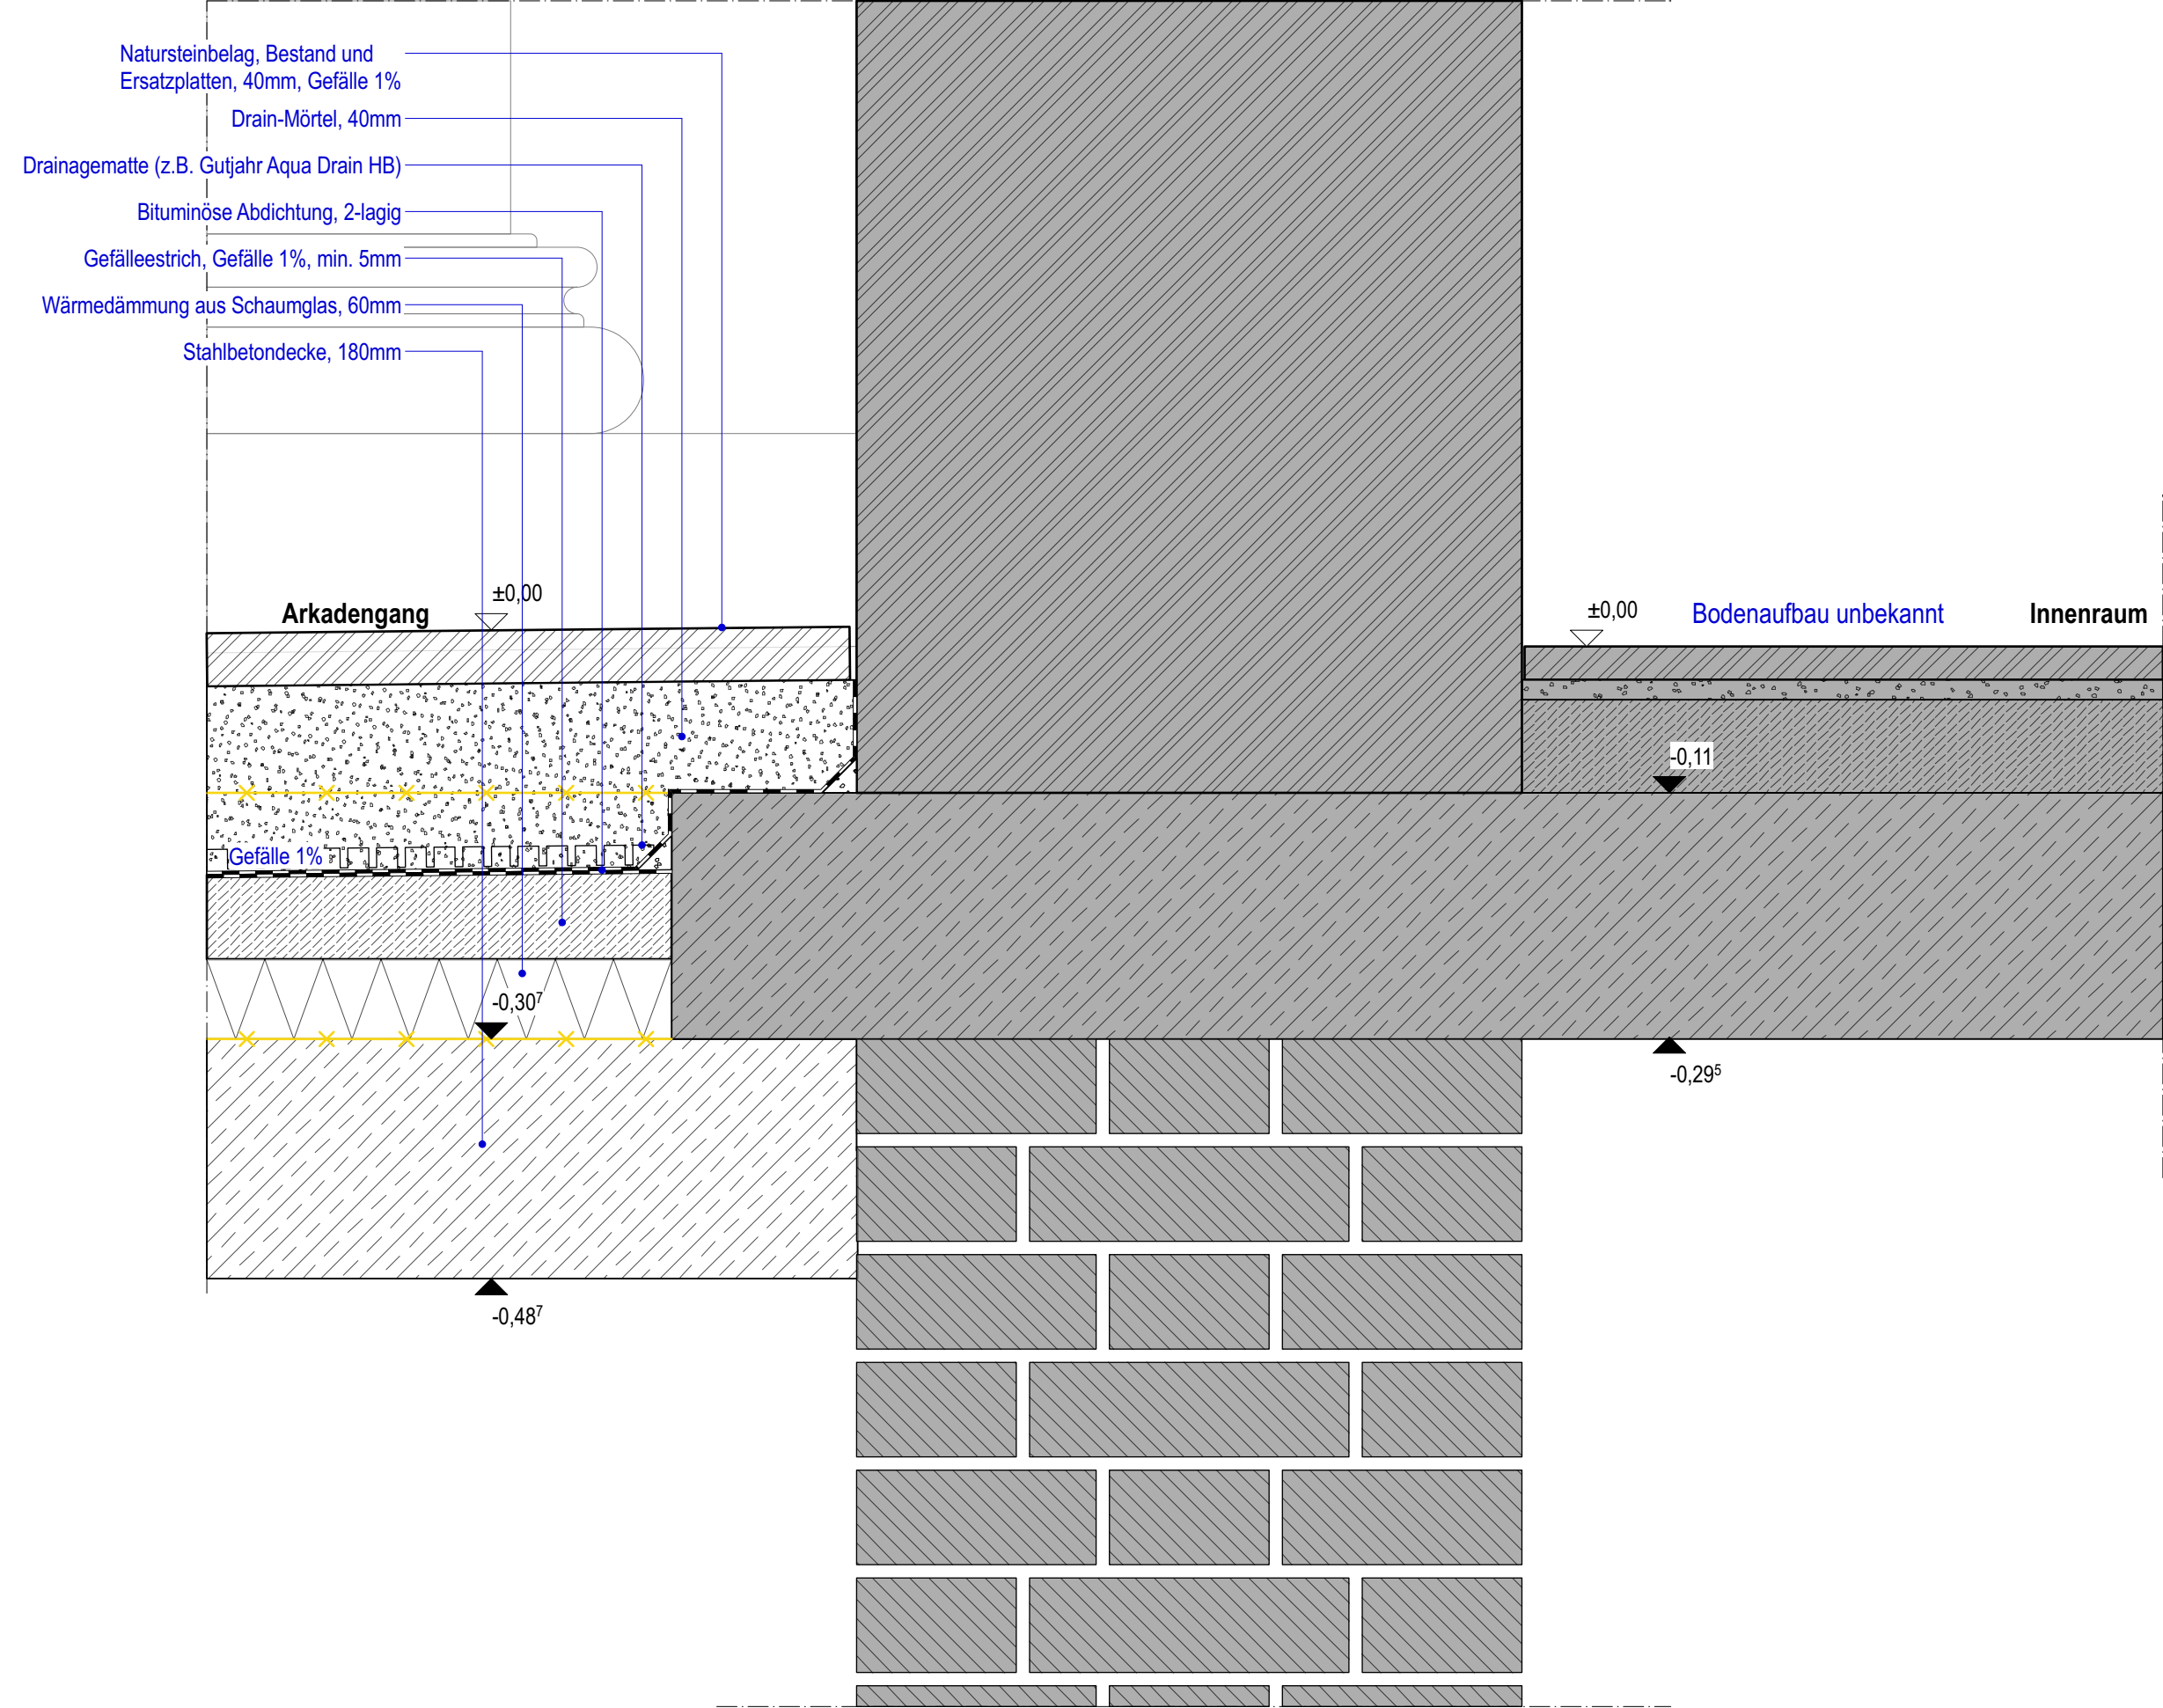 Natursteinbelag, Bestand und
Ersatzplatten, 40mm, Gefälle 1%
Drain-Mörtel, 40mm
Drainagematte (z.B. Gutjahr Aqua Drain HB)
Bituminöse Abdichtung, 2-lagig
Gefälleestrich, Gefälle 1%, min. 5mm
Wärmedämmung aus Schaumglas, 60mm
Stahlbetondecke, 180mm
Arkadengang
±0,00
±0,00
Bodenaufbau unbekannt
Innenraum
-0,11
Gefälle 1%
-0,30⁷
-0,29⁵
-0,48⁷